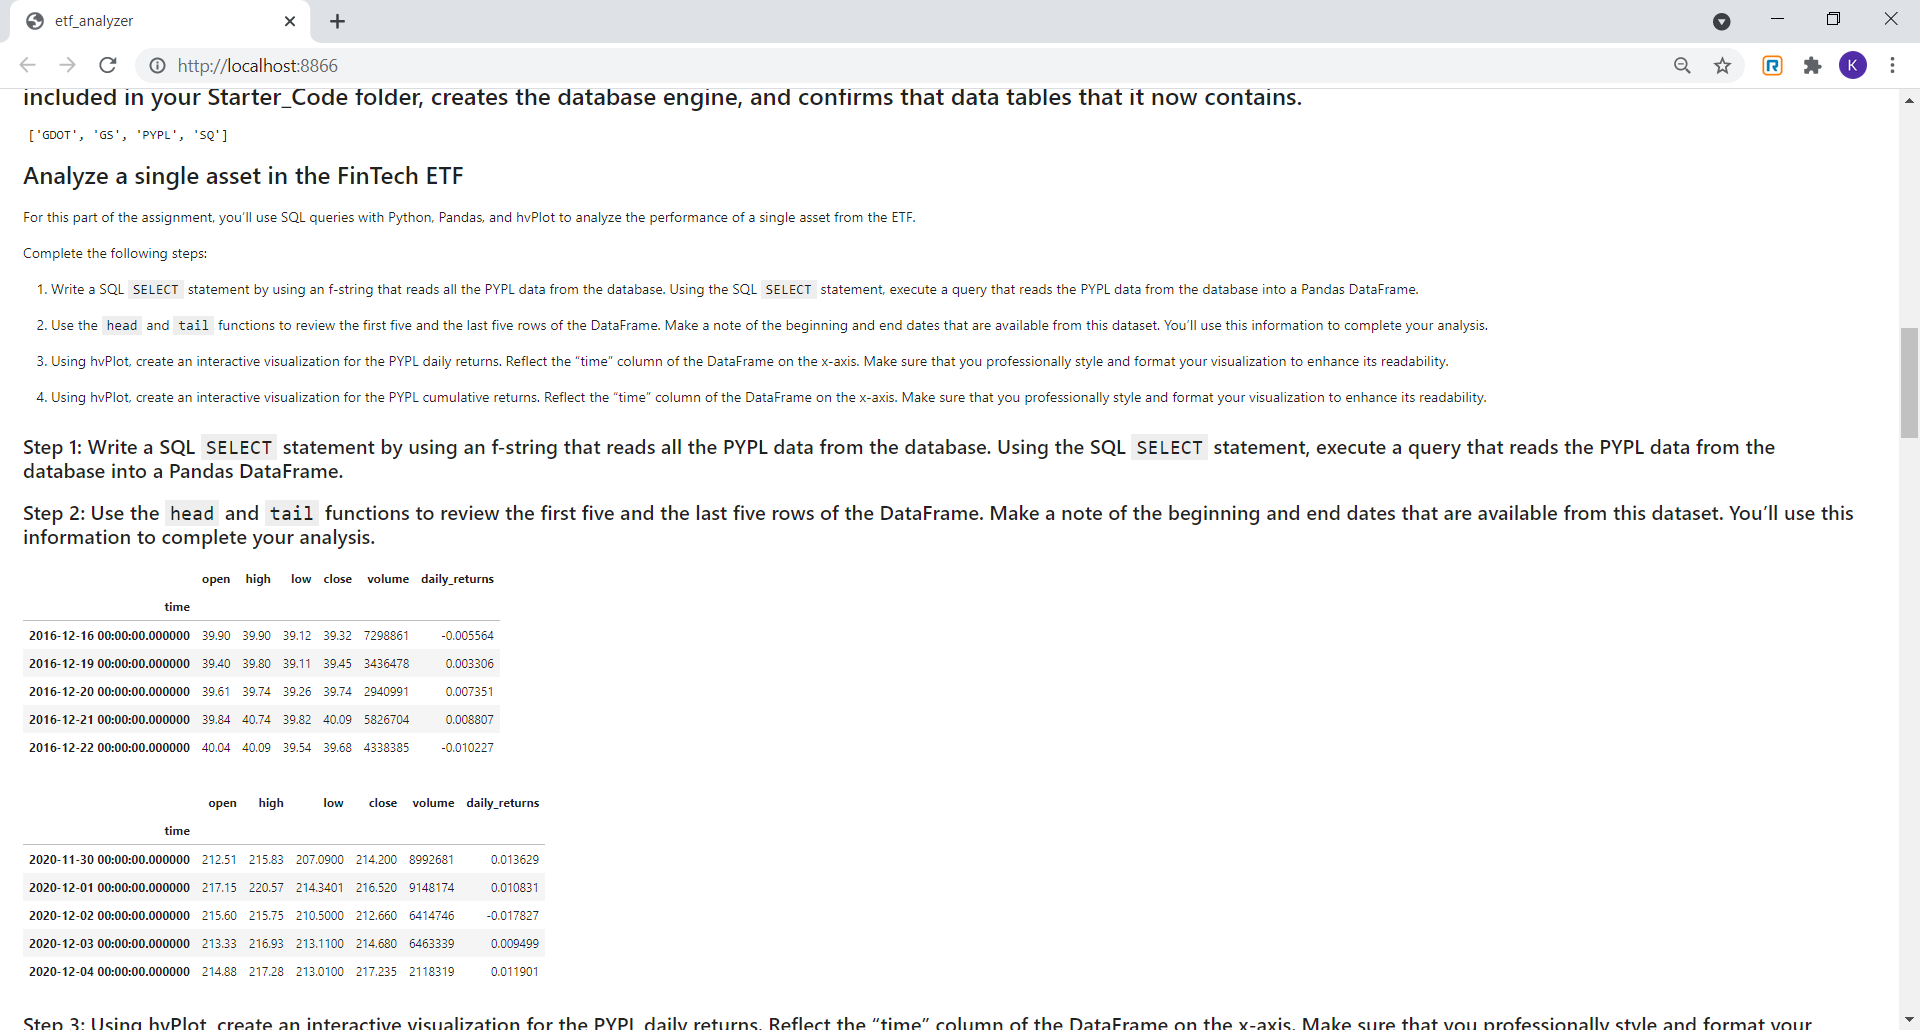 etf_analyzer
http://localhost:8866
K
included in your Starter_Code folder, creates the database engine, and confirms that data tables that it now contains.
['GDOT', 'GS', 'PYPL', 'SQ']
Analyze a single asset in the FinTech ETF
For this part of the assignment, you’ll use SQL queries with Python, Pandas, and hvPlot to analyze the performance of a single asset from the ETF.
Complete the following steps:
1. Write a SQL SELECT statement by using an f-string that reads all the PYPL data from the database. Using the SQL SELECT statement, execute a query that reads the PYPL data from the database into a Pandas DataFrame.
2. Use the head and tail functions to review the first five and the last five rows of the DataFrame. Make a note of the beginning and end dates that are available from this dataset. You’ll use this information to complete your analysis.
3. Using hvPlot, create an interactive visualization for the PYPL daily returns. Reflect the “time” column of the DataFrame on the x-axis. Make sure that you professionally style and format your visualization to enhance its readability.
4. Using hvPlot, create an interactive visualization for the PYPL cumulative returns. Reflect the “time” column of the DataFrame on the x-axis. Make sure that you professionally style and format your visualization to enhance its readability.
Step 1: Write a SQL SELECT statement by using an f-string that reads all the PYPL data from the database. Using the SQL SELECT statement, execute a query that reads the PYPL data from the
database into a Pandas DataFrame.
Step 2: Use the head and tail functions to review the first five and the last five rows of the DataFrame. Make a note of the beginning and end dates that are available from this dataset. You’ll use this
information to complete your analysis.
open high low close volume daily_returns
time
2016-12-16 00:00:00.000000 39.90 39.90 39.12 39.32 7298861 -0.005564
2016-12-19 00:00:00.000000 39.40 39.80 39.11 39.45 3436478 0.003306
2016-12-20 00:00:00.000000 39.61 39.74 39.26 39.74 2940991 0.007351
2016-12-21 00:00:00.000000 39.84 40.74 39.82 40.09 5826704 0.008807
2016-12-22 00:00:00.000000 40.04 40.09 39.54 39.68 4338385 -0.010227
open high low close volume daily_returns
time
2020-11-30 00:00:00.000000 212.51 215.83 207.0900 214.200 8992681 0.013629
2020-12-01 00:00:00.000000 217.15 220.57 214.3401 216.520 9148174 0.010831
2020-12-02 00:00:00.000000 215.60 215.75 210.5000 212.660 6414746 -0.017827
2020-12-03 00:00:00.000000 213.33 216.93 213.1100 214.680 6463339 0.009499
2020-12-04 00:00:00.000000 214.88 217.28 213.0100 217.235 2118319 0.011901
Step 3: Using hvPlot, create an interactive visualization for the PYPL daily returns. Reflect the “time” column of the DataFrame on the x-axis. Make sure that you professionally style and format your